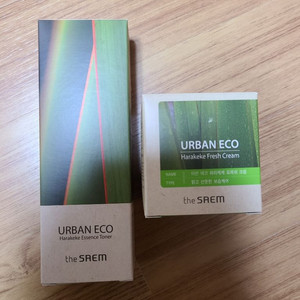 URBAN ECO
Harakeke Essence Toner
the SAEM
URBAN ECO
Harakeke Fresh Cream
the SAEM